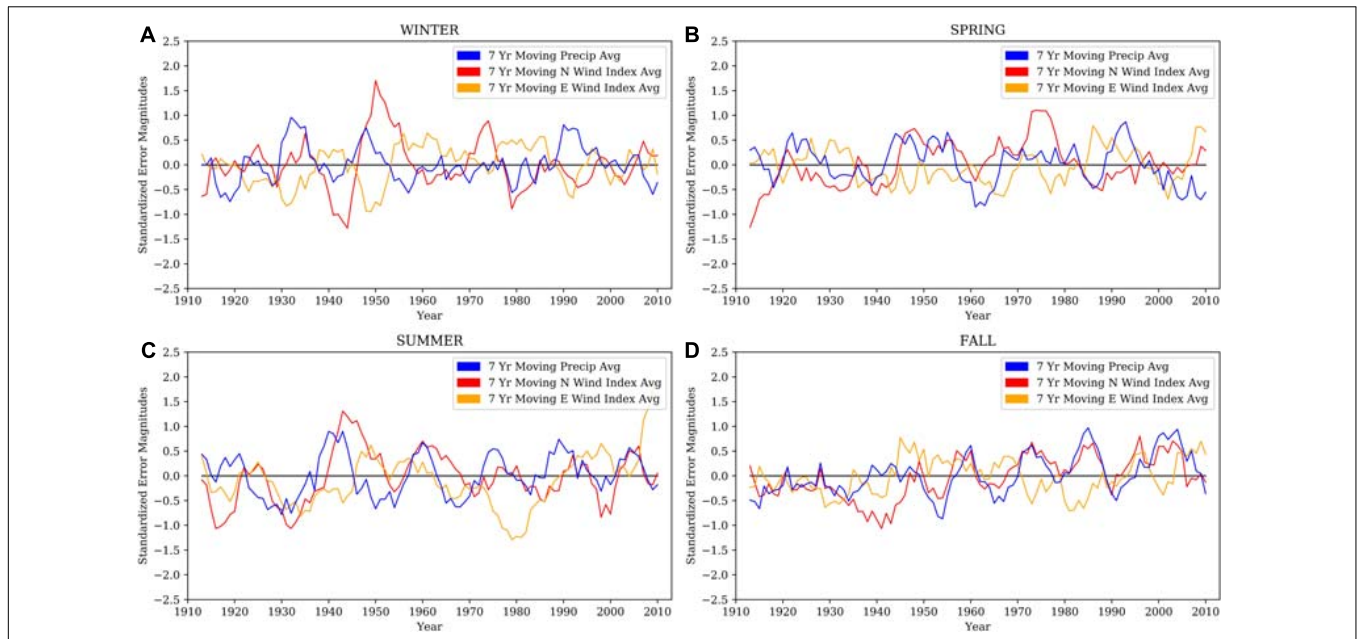 A
WINTER
2.5
2.0
1.5
1.0
0.5
0.0
−0.5
−1.0
−1.5
−2.0
−2.5
Standardized Error Magnitudes
7 Yr Moving Precip Avg
7 Yr Moving N Wind Index Avg
7 Yr Moving E Wind Index Avg
1910 1920 1930 1940 1950 1960 1970 1980 1990 2000 2010
Year
B
SPRING
2.5
2.0
1.5
1.0
0.5
0.0
−0.5
−1.0
−1.5
−2.0
−2.5
Standardized Error Magnitudes
7 Yr Moving Precip Avg
7 Yr Moving N Wind Index Avg
7 Yr Moving E Wind Index Avg
1910 1920 1930 1940 1950 1960 1970 1980 1990 2000 2010
Year
C
SUMMER
2.5
2.0
1.5
1.0
0.5
0.0
−0.5
−1.0
−1.5
−2.0
−2.5
Standardized Error Magnitudes
7 Yr Moving Precip Avg
7 Yr Moving N Wind Index Avg
7 Yr Moving E Wind Index Avg
1910 1920 1930 1940 1950 1960 1970 1980 1990 2000 2010
Year
D
FALL
2.5
2.0
1.5
1.0
0.5
0.0
−0.5
−1.0
−1.5
−2.0
−2.5
Standardized Error Magnitudes
7 Yr Moving Precip Avg
7 Yr Moving N Wind Index Avg
7 Yr Moving E Wind Index Avg
1910 1920 1930 1940 1950 1960 1970 1980 1990 2000 2010
Year